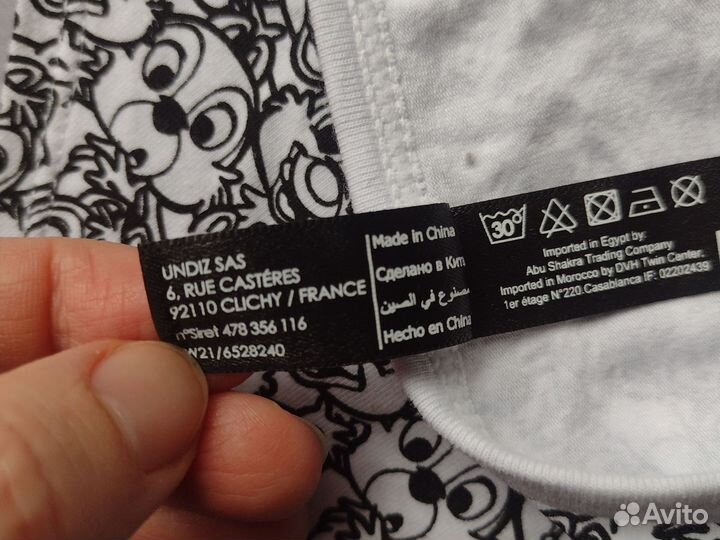 UNDIZ SAS
6, RUE CASTÉRES
92110 CLICHY / FRANCE
n°Siret 478 356 116
W21/6528240
Made in China
Сделано в Кит
مصنوع في الصين
Hecho en China
30°
Imported in Egypt by:
Abu Shakra Trading Company
Imported in Morocco by DVH Twin Center.
1er étage N°220.Casablanca IF: 02202439
Avito